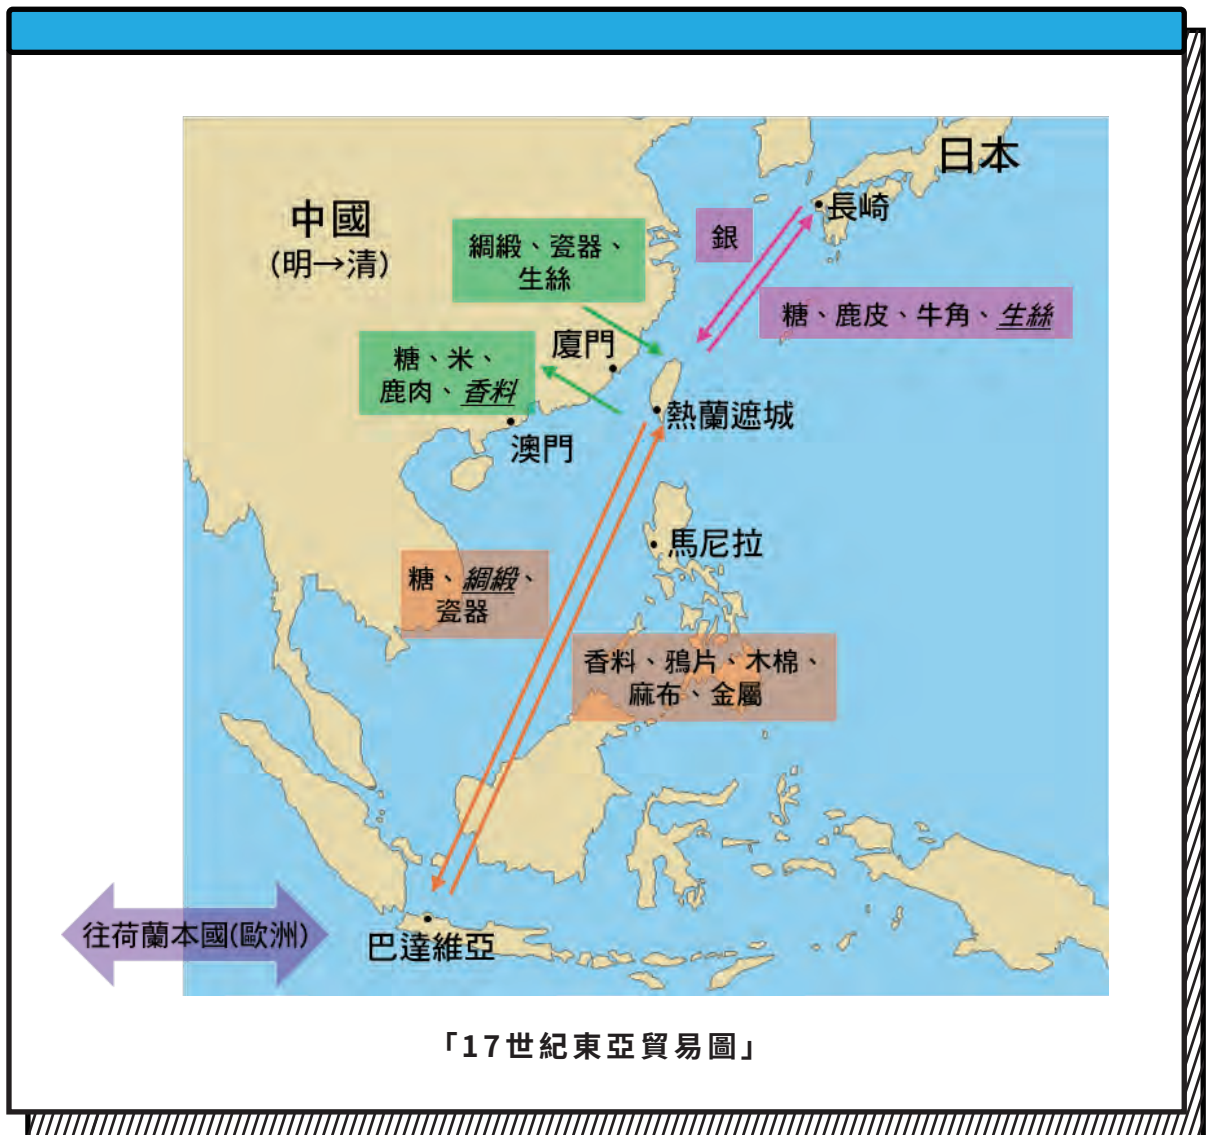 日本
中國
(明→清)
長崎
銀
綢緞、瓷器、
生絲
糖、鹿皮、牛角、生絲
廈門
糖、米、
鹿肉、香料
熱蘭遮城
澳門
馬尼拉
糖、綢緞、
瓷器
香料、鴉片、木棉、
麻布、金屬
往荷蘭本國(歐洲)
巴達維亞
「17世紀東亞貿易圖」